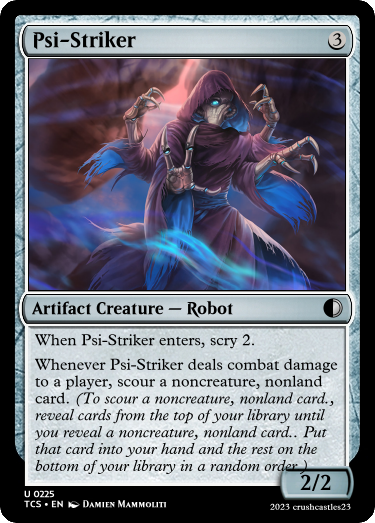 Psi-Striker 3
Artifact Creature — Robot
When Psi-Striker enters, scry 2.
Whenever Psi-Striker deals combat damage
to a player, scour a noncreature, nonland
card. (To scour a noncreature, nonland card.,
reveal cards from the top of your library until
you reveal a noncreature, nonland card.. Put
that card into your hand and the rest on the
bottom of your library in a random order.)
2/2
U 0225
TCS • EN Damien Mammoliti
2023 crushcastles23